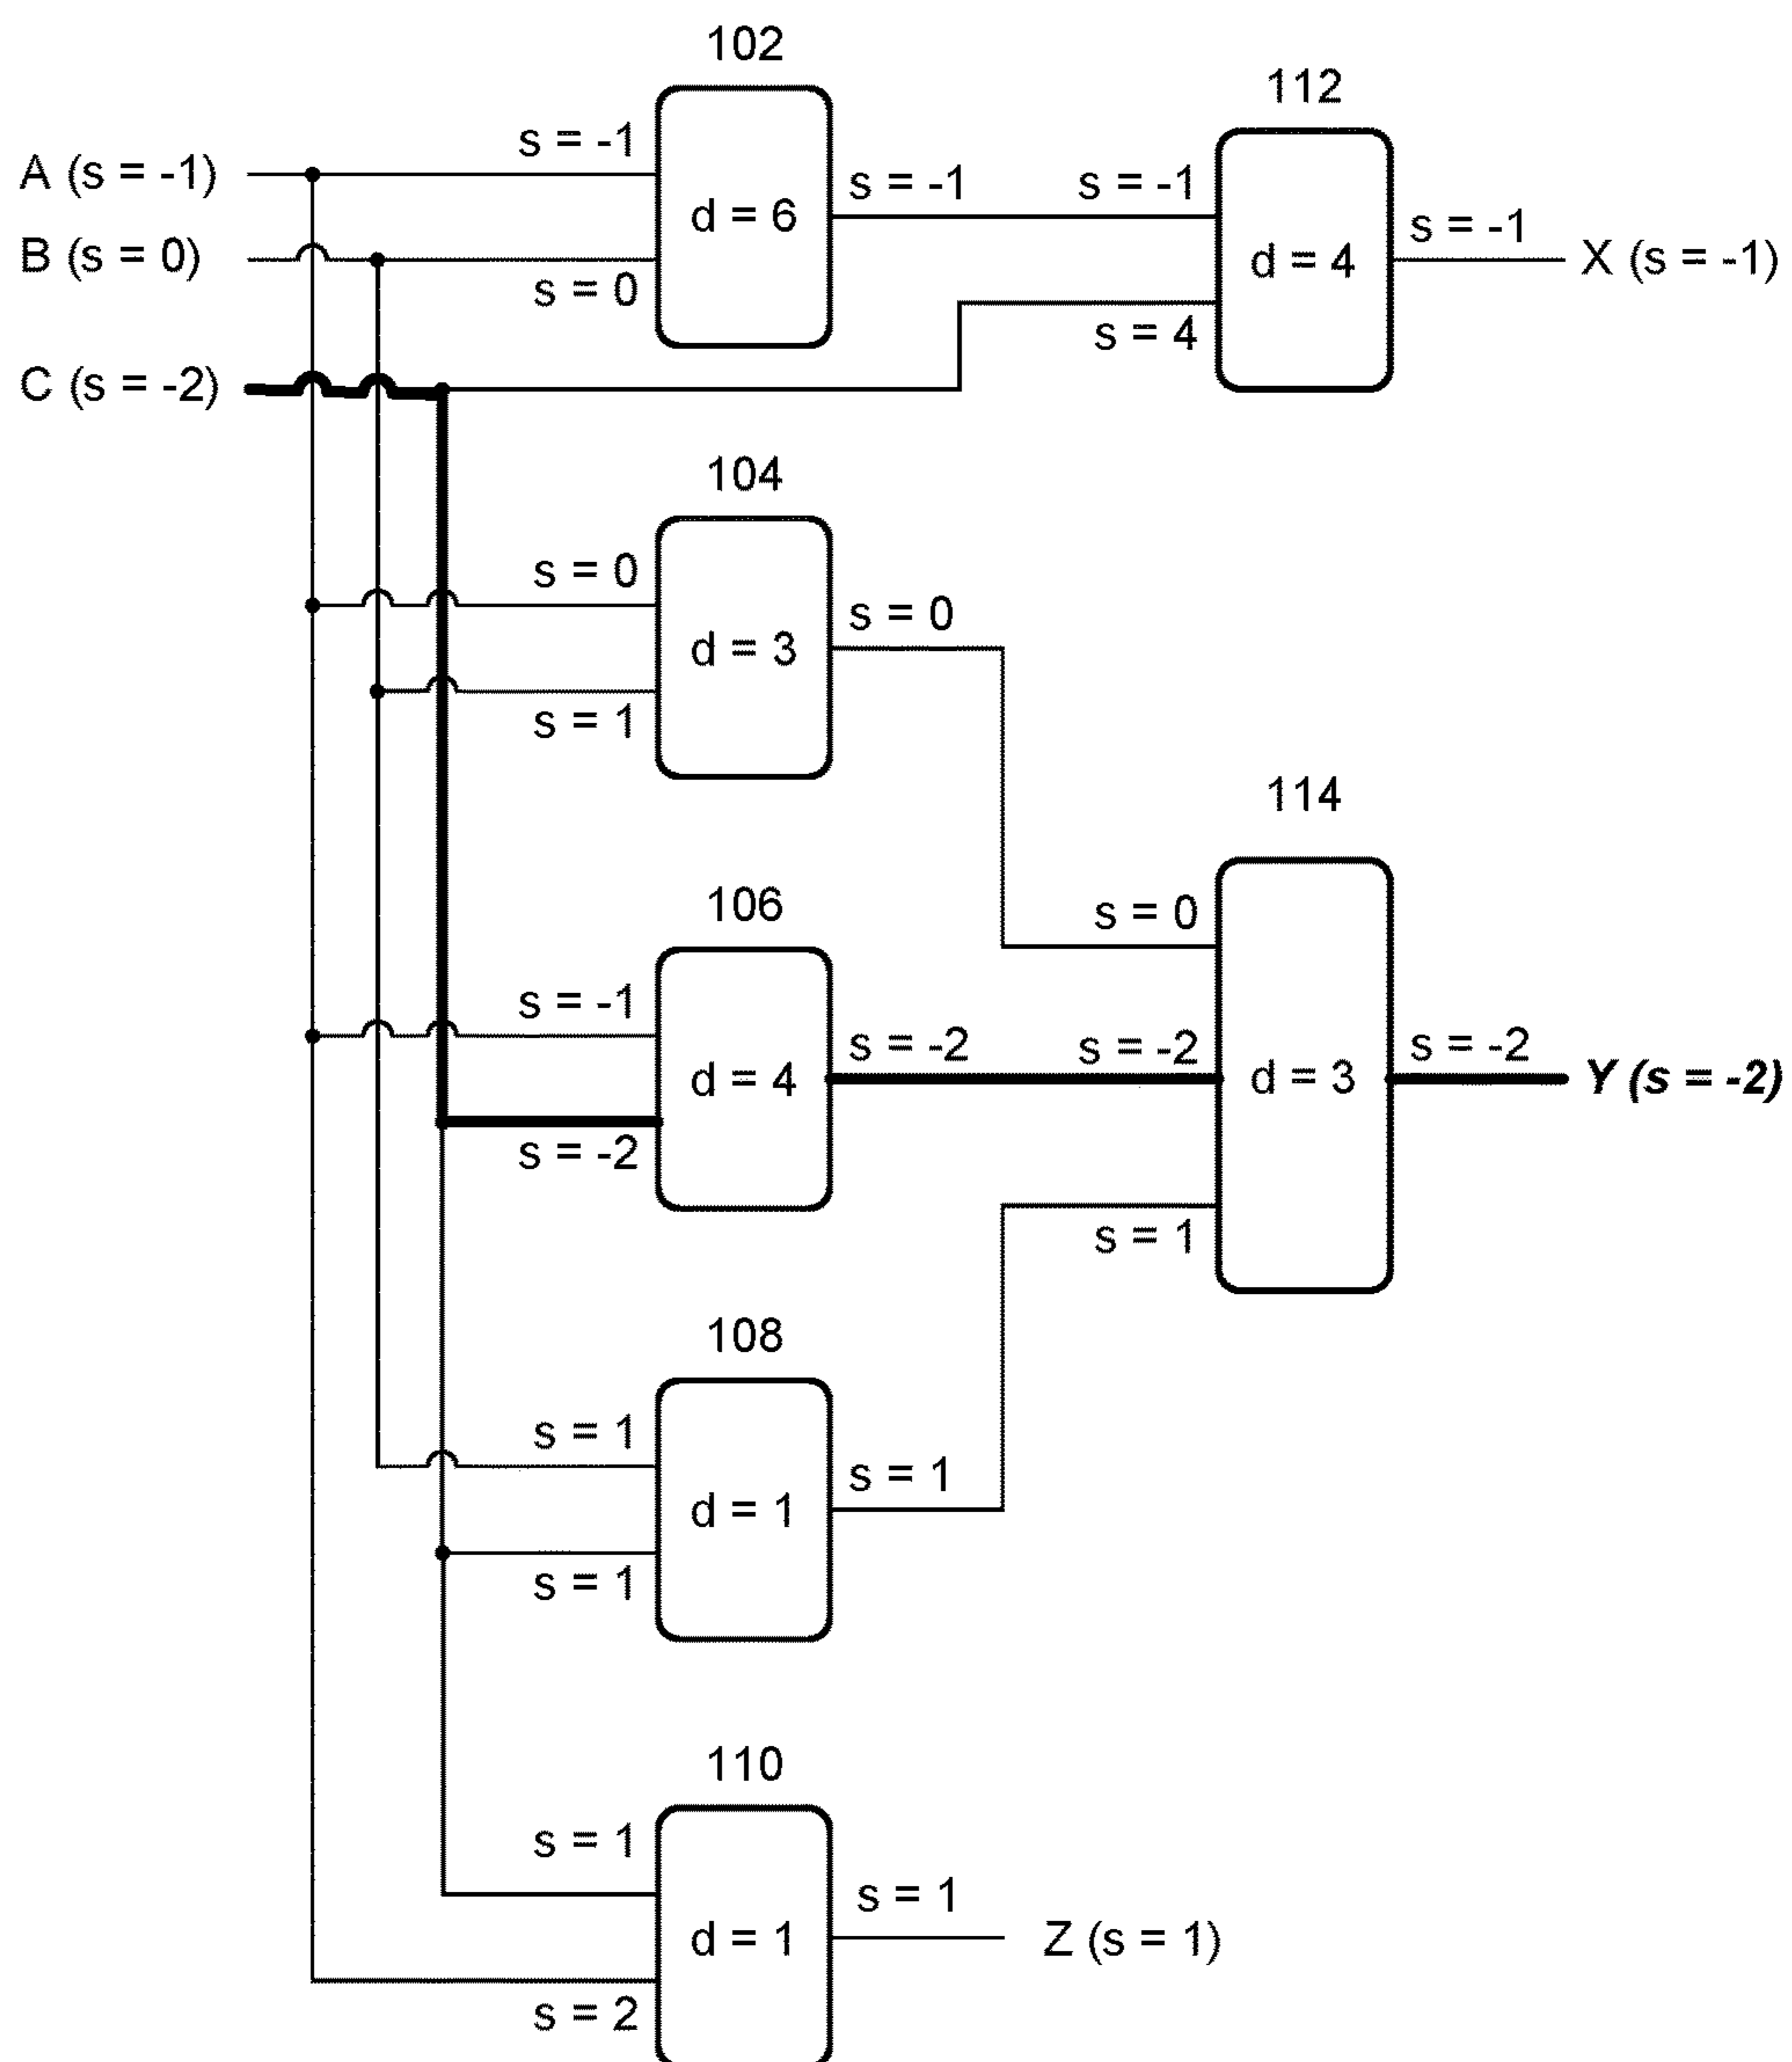 102
112
A (s = -1)
s = -1
s = -1
s = -1
d = 6
s = -1
B (s = 0)
s = 0
d = 4
X (s = -1)
s = 4
C (s = -2)
104
s = 0
s = 0
d = 3
s = 1
114
106
s = 0
s = -1
s = -2
s = -2
s = -2
d = 4
d = 3
Y (s = -2)
s = -2
s = 1
108
s = 1
s = 1
d = 1
s = 1
110
s = 1
s = 1
d = 1
Z (s = 1)
s = 2